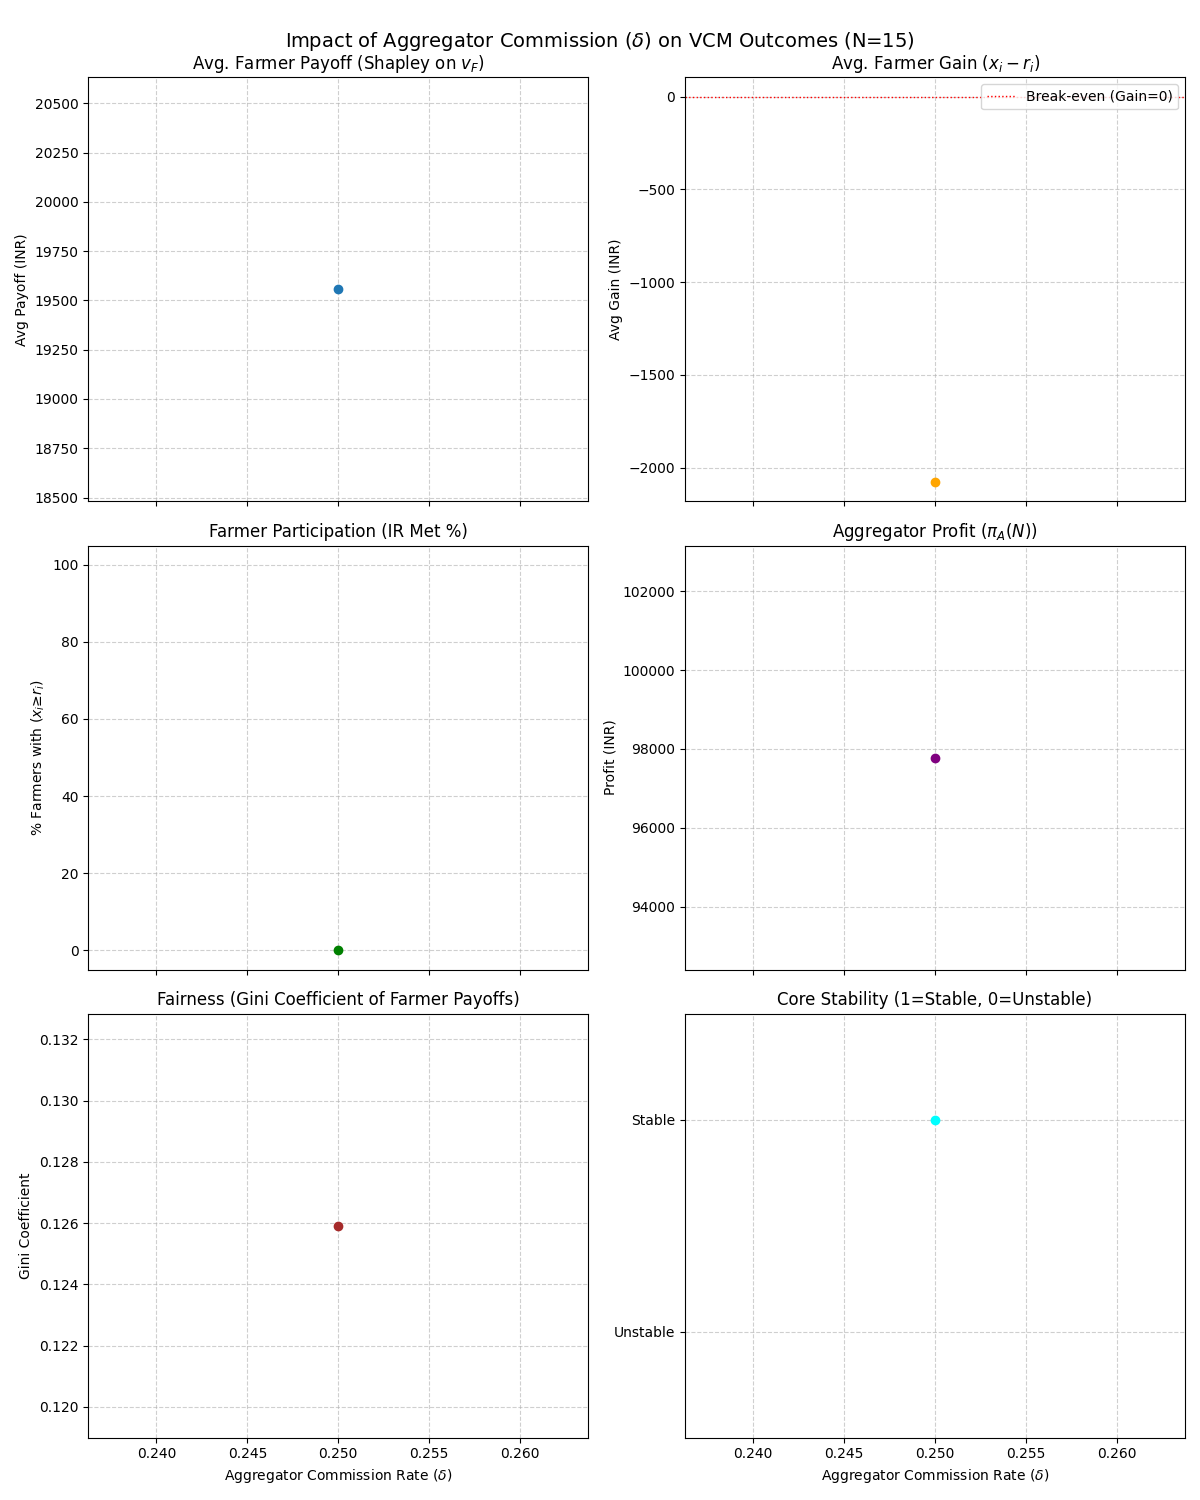 Impact of Aggregator Commission (δ) on VCM Outcomes (N=15)
Avg. Farmer Payoff (Shapley on v_F)
Avg Payoff (INR)
20500
20250
20000
19750
19500
19250
19000
18750
18500
Avg. Farmer Gain (x_i − r_i)
Avg Gain (INR)
0
−500
−1000
−1500
−2000
Break-even (Gain=0)
Farmer Participation (IR Met %)
% Farmers with (x_i≥r_i)
100
80
60
40
20
0
Aggregator Profit (π_A(N))
Profit (INR)
102000
100000
98000
96000
94000
Fairness (Gini Coefficient of Farmer Payoffs)
Gini Coefficient
0.132
0.130
0.128
0.126
0.124
0.122
0.120
0.240 0.245 0.250 0.255 0.260
Aggregator Commission Rate (δ)
Core Stability (1=Stable, 0=Unstable)
Stable
Unstable
0.240 0.245 0.250 0.255 0.260
Aggregator Commission Rate (δ)